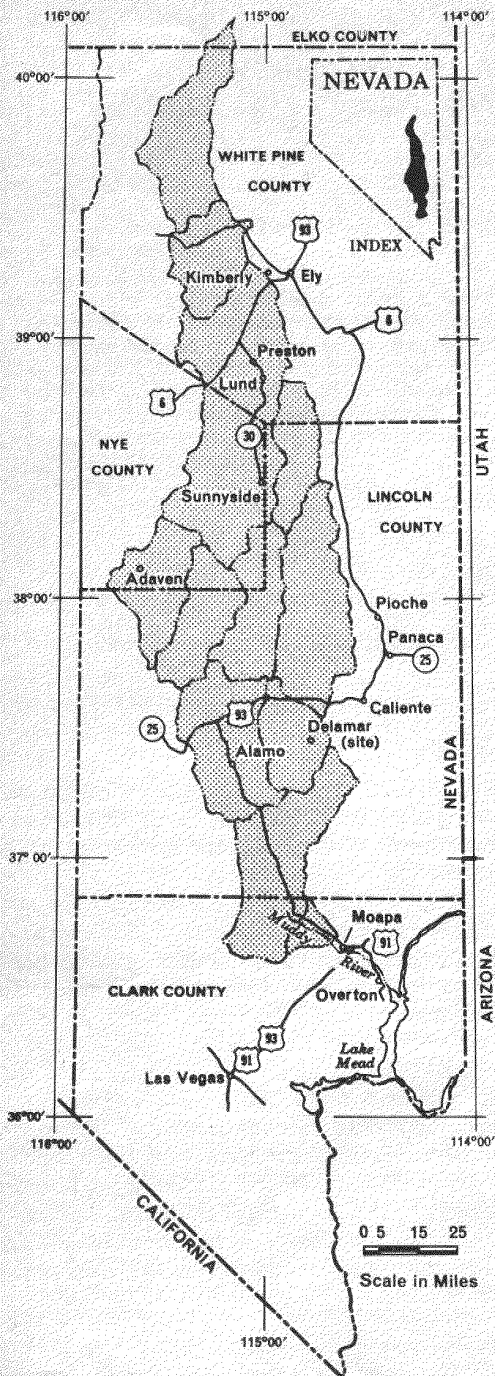 116°00'
115°00'
114°00'
ELKO COUNTY
40°00'
NEVADA
WHITE PINE
COUNTY
93
INDEX
Kimberly
Ely
39°00'
6
Preston
Lund
6
30
NYE
COUNTY
UTAH
Sunnyside
LINCOLN
COUNTY
Adaven
38°00'
Pioche
Panaca
25
Caliente
25
93
Delamar
(site)
Alamo
NEVADA
37°00'
Moapa
91
Muddy
River
ARIZONA
CLARK COUNTY
Overton
93
91
Lake
Mead
Las Vegas
36°00'
116°00'
114°00'
CALIFORNIA
0 5 15 25
Scale in Miles
115°00'